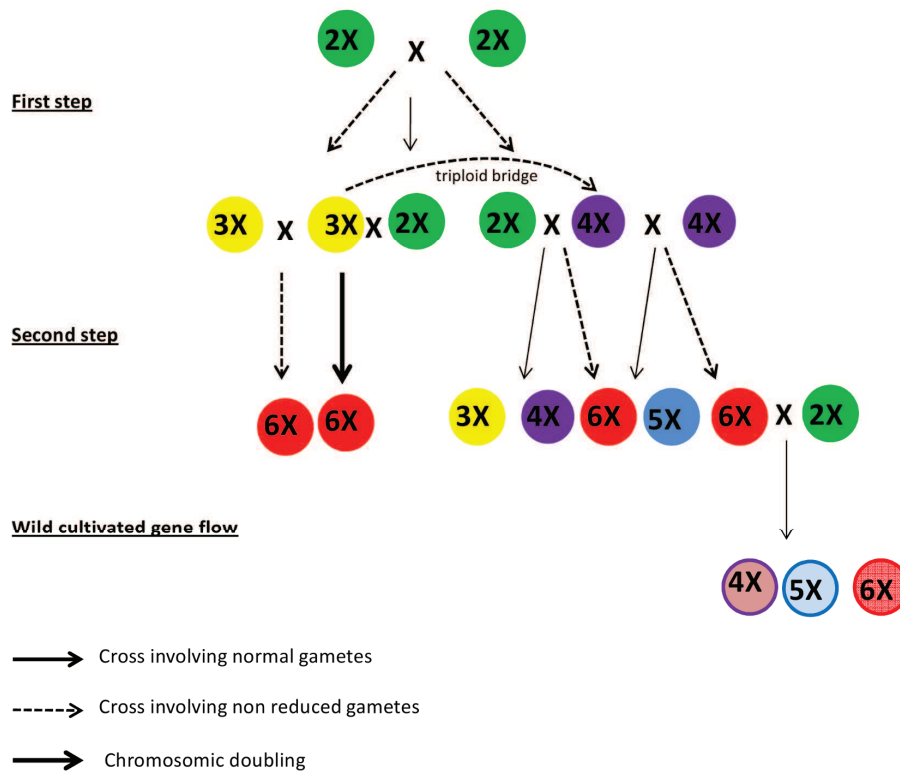 2X X 2X
First step
triploid bridge
3X X 3X X 2X 2X X 4X X 4X
Second step
6X 6X 3X 4X 6X 5X 6X X 2X
Wild cultivated gene flow
4X 5X 6X
Cross involving normal gametes
Cross involving non reduced gametes
Chromosomic doubling